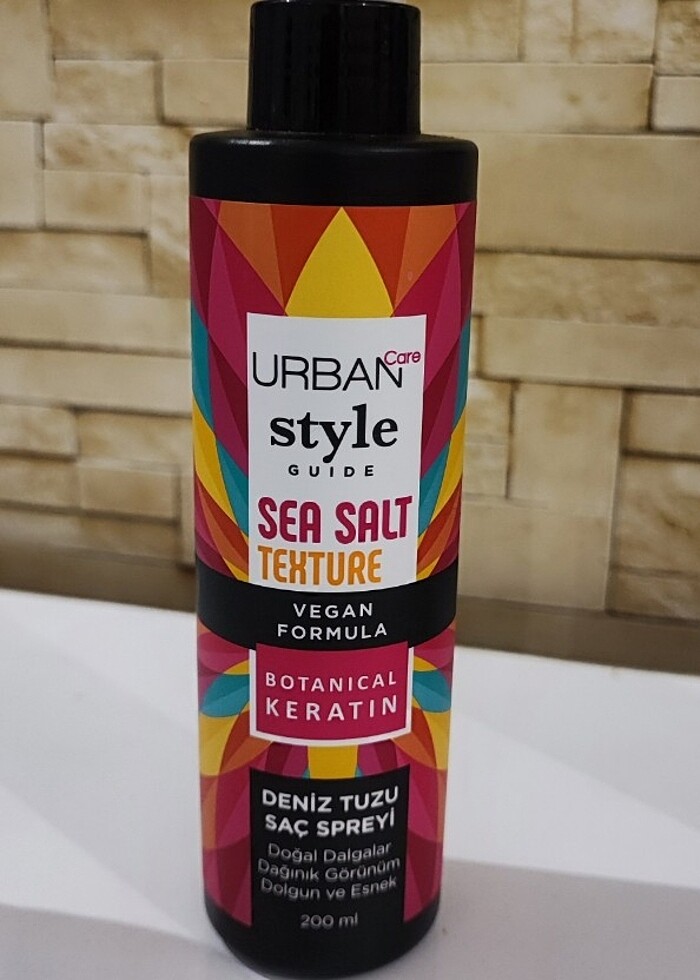 URBAN Care
style
GUIDE
SEA SALT
TEXTURE
VEGAN
FORMULA
BOTANICAL
KERATIN
DENİZ TUZU
SAÇ SPREYİ
Doğal Dalgalar
Dağınık Görünüm
Dolgun ve Esnek
200 ml